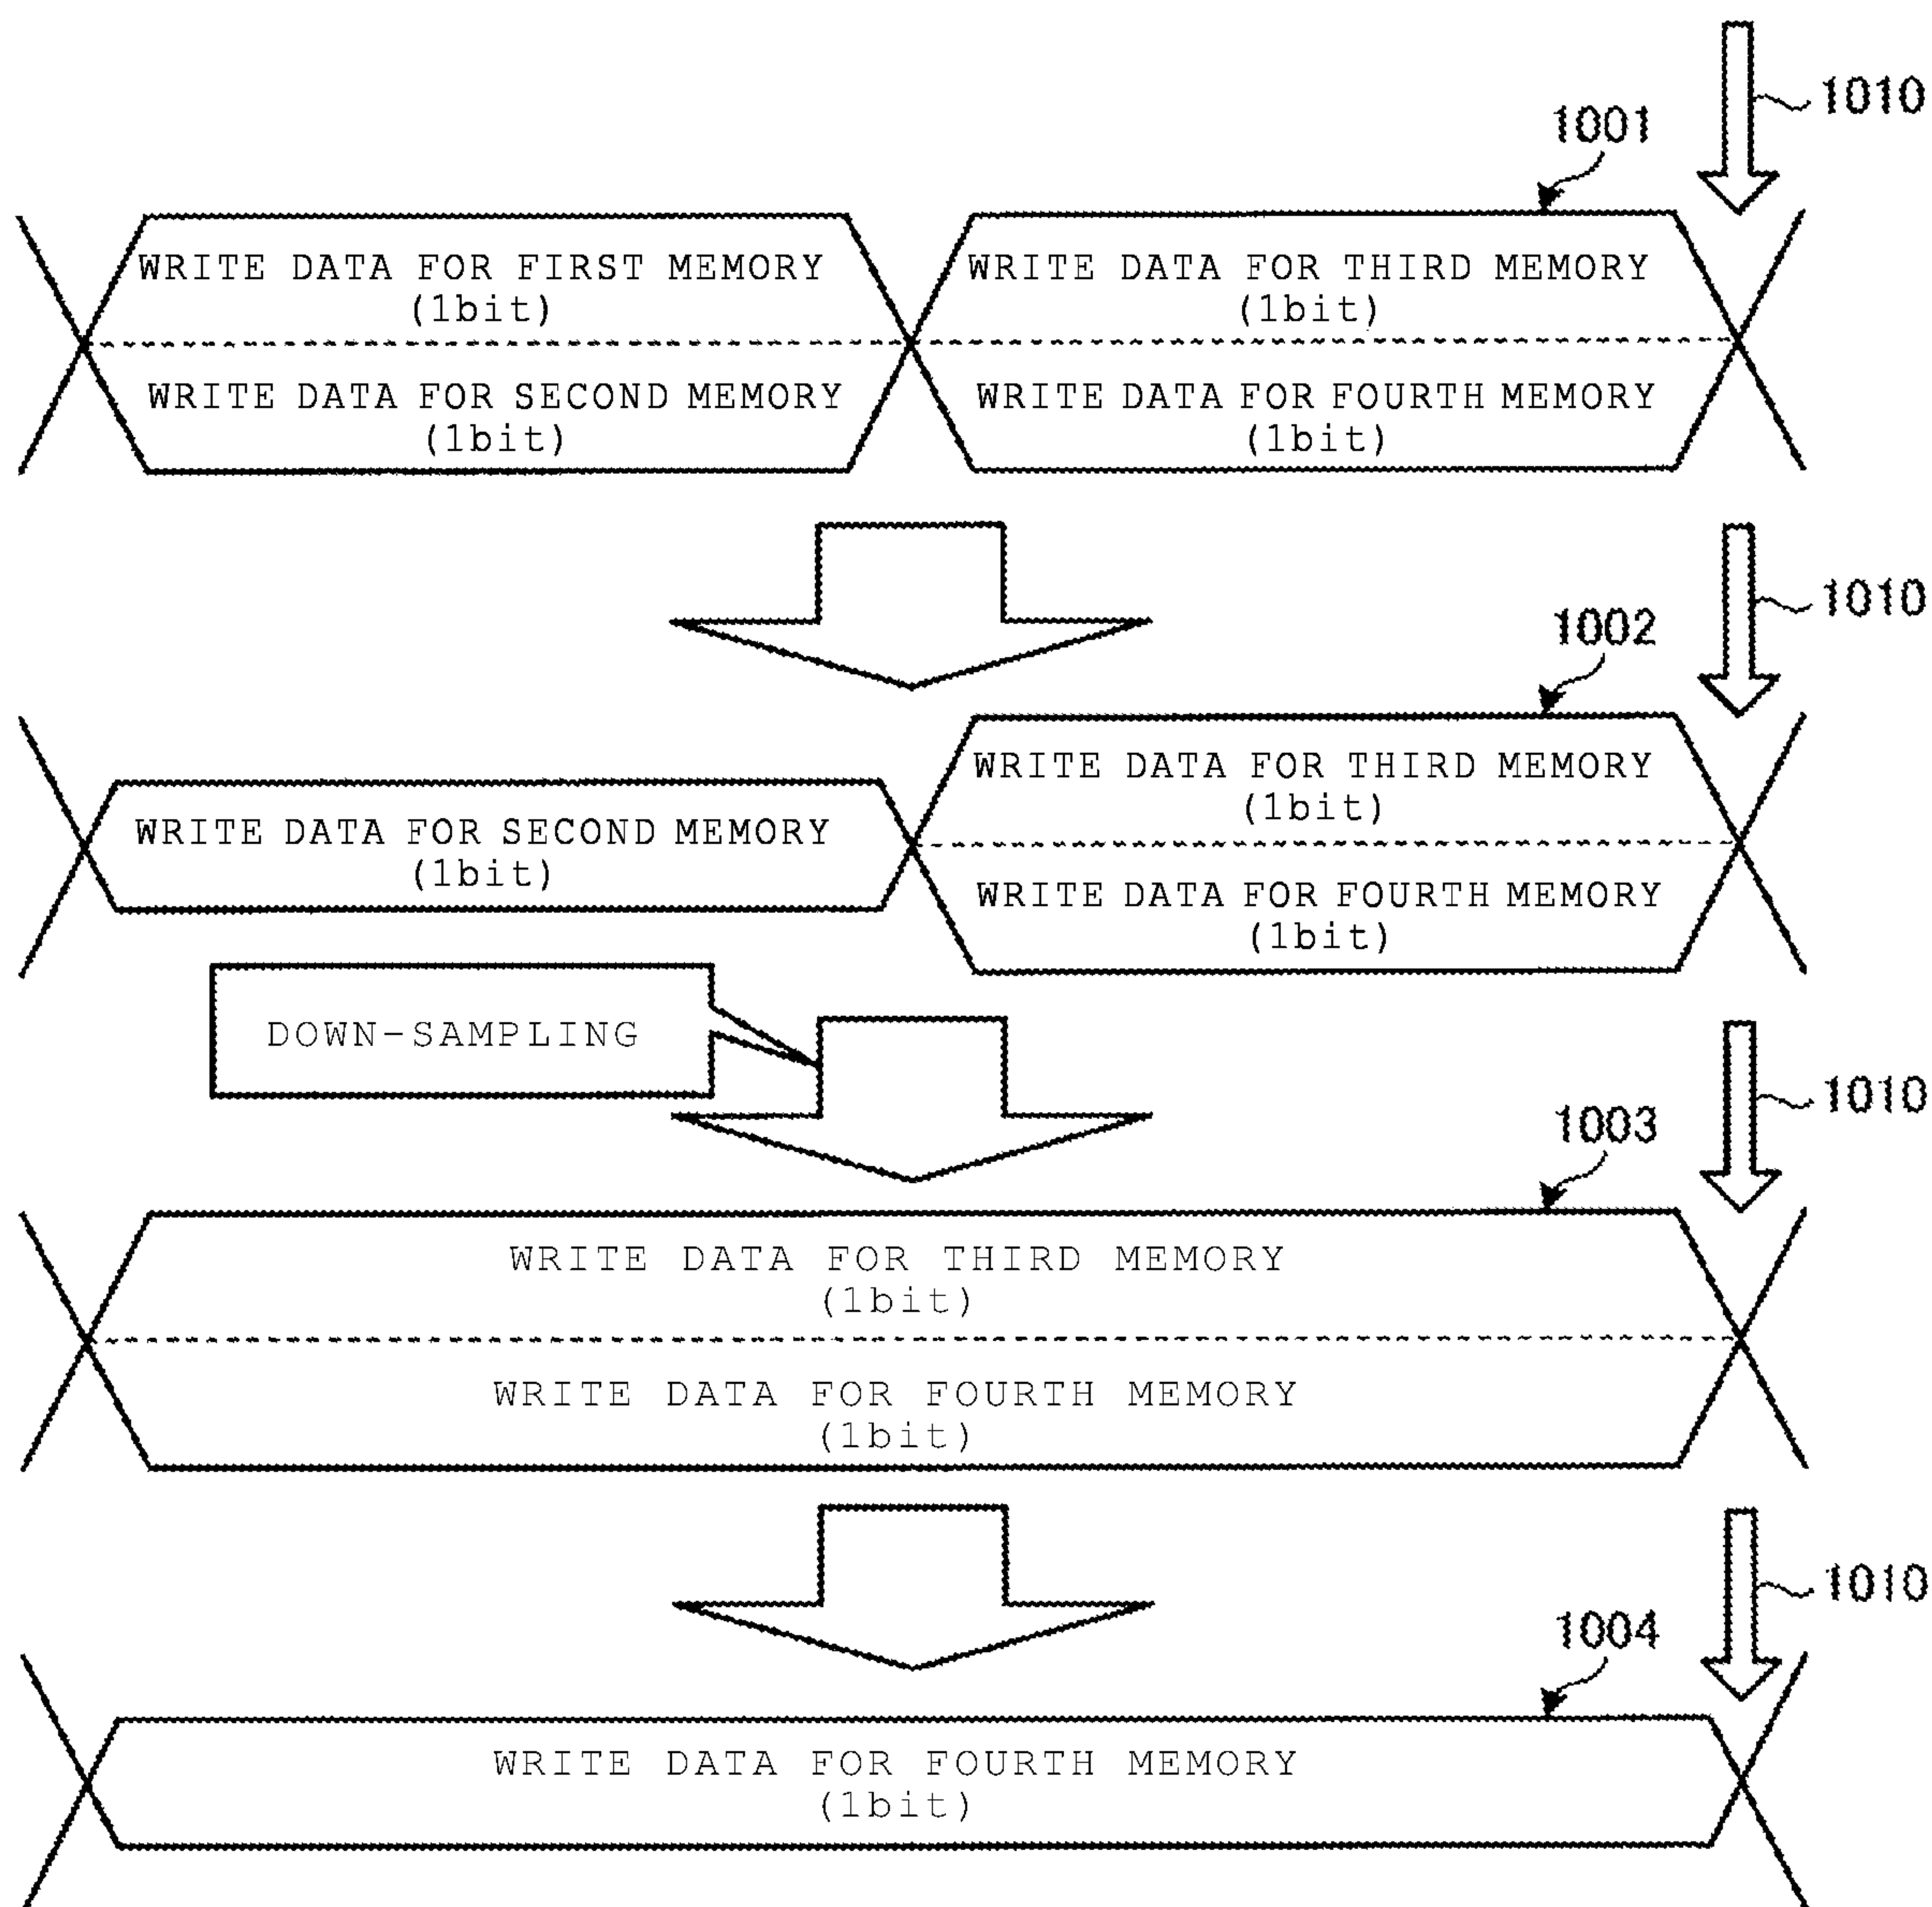 1010
1001
WRITE DATA FOR FIRST MEMORY
(1bit)
WRITE DATA FOR THIRD MEMORY
(1bit)
WRITE DATA FOR SECOND MEMORY
(1bit)
WRITE DATA FOR FOURTH MEMORY
(1bit)
1010
1002
WRITE DATA FOR SECOND MEMORY
(1bit)
WRITE DATA FOR THIRD MEMORY
(1bit)
WRITE DATA FOR FOURTH MEMORY
(1bit)
DOWN-SAMPLING
1010
1003
WRITE DATA FOR THIRD MEMORY
(1bit)
WRITE DATA FOR FOURTH MEMORY
(1bit)
1010
1004
WRITE DATA FOR FOURTH MEMORY
(1bit)